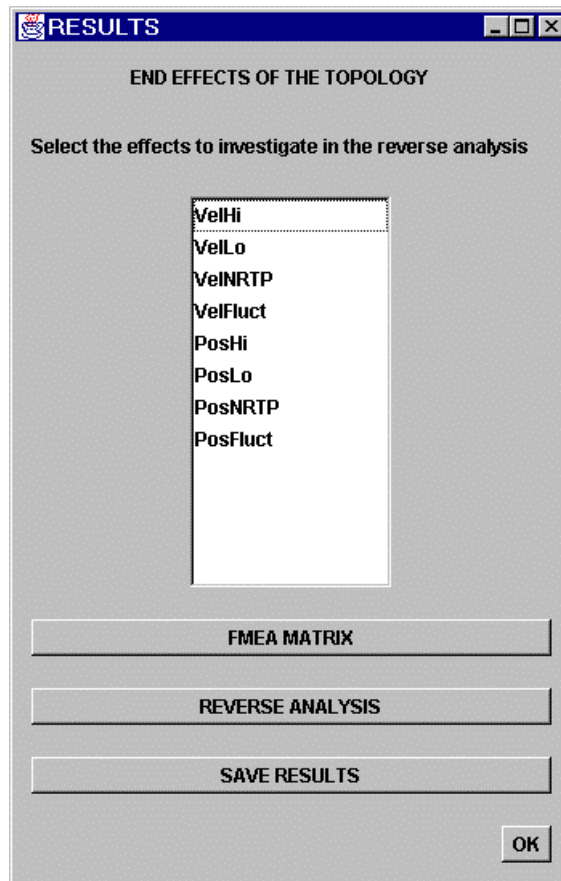 RESULTS
END EFFECTS OF THE TOPOLOGY
Select the effects to investigate in the reverse analysis
VelHi
VelLo
VelNRTP
VelFluct
PosHi
PosLo
PosNRTP
PosFluct
FMEA MATRIX
REVERSE ANALYSIS
SAVE RESULTS
OK